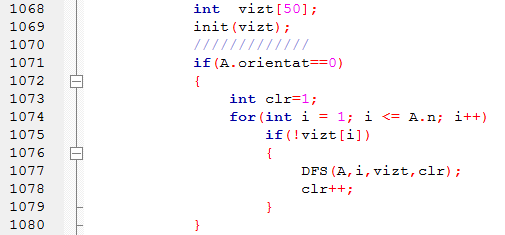 1068 int vizt[50];
1069 init(vizt);
1070 /////////////
1071 if(A.orientat==0)
1072 {
1073 int clr=1;
1074 for(int i = 1; i <= A.n; i++)
1075 if(!vizt[i])
1076 {
1077 DFS(A,i,vizt,clr);
1078 clr++;
1079 }
1080 }